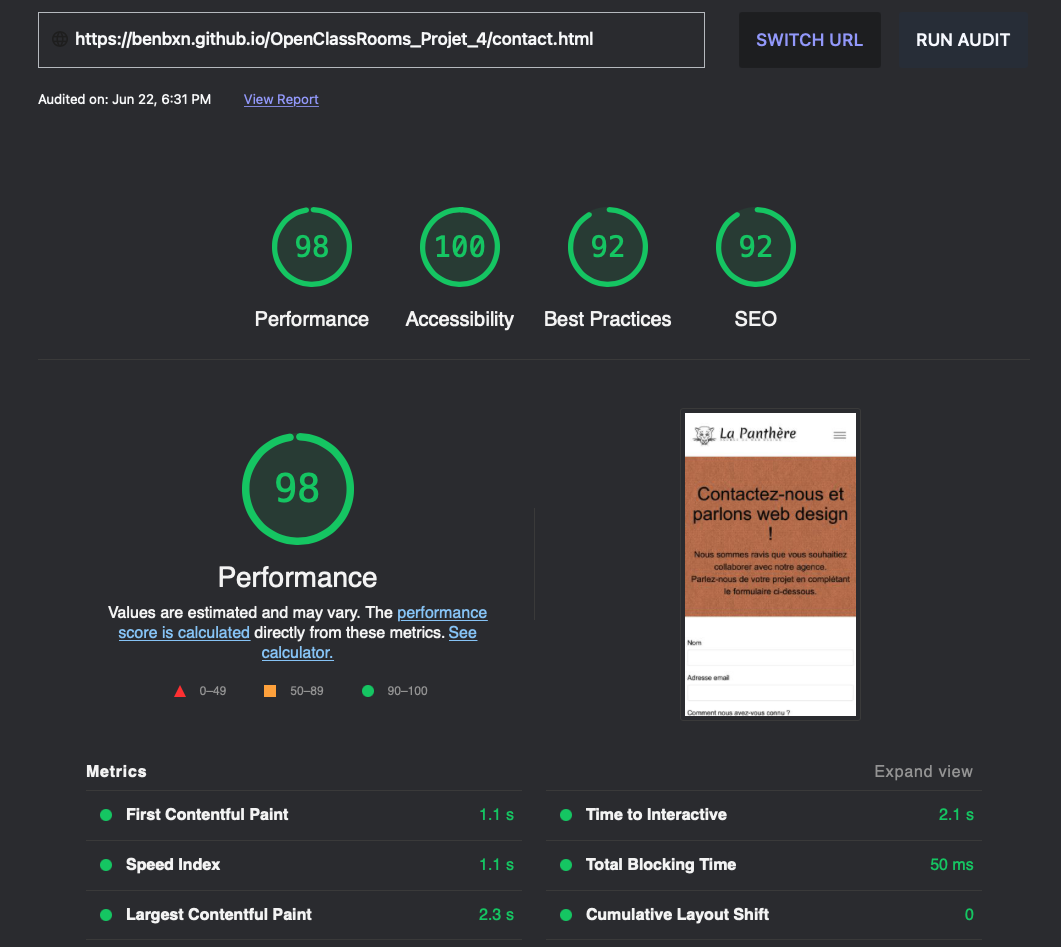 https://benbxn.github.io/OpenClassRooms_Projet_4/contact.html
SWITCH URL
RUN AUDIT
Audited on: Jun 22, 6:31 PM
View Report
98
100
92
92
Performance
Accessibility
Best Practices
SEO
98
Performance
Values are estimated and may vary. The performance
score is calculated directly from these metrics. See
calculator.
0–49
50–89
90–100
La Panthère
Contactez-nous et
parlons web design
!
Nous sommes ravis que vous souhaitiez
collaborer avec notre agence.
Parlez-nous de votre projet en complétant
le formulaire ci-dessous.
Nom
Adresse email
Comment nous avez-vous connu ?
Metrics
Expand view
First Contentful Paint
1.1 s
Time to Interactive
2.1 s
Speed Index
1.1 s
Total Blocking Time
50 ms
Largest Contentful Paint
2.3 s
Cumulative Layout Shift
0